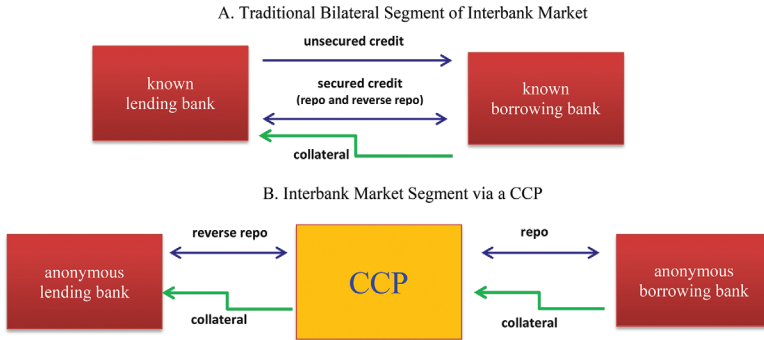 A. Traditional Bilateral Segment of Interbank Market
unsecured credit
known
lending bank
secured credit
(repo and reverse repo)
known
borrowing bank
collateral
B. Interbank Market Segment via a CCP
reverse repo
repo
anonymous
lending bank
CCP
anonymous
borrowing bank
collateral
collateral